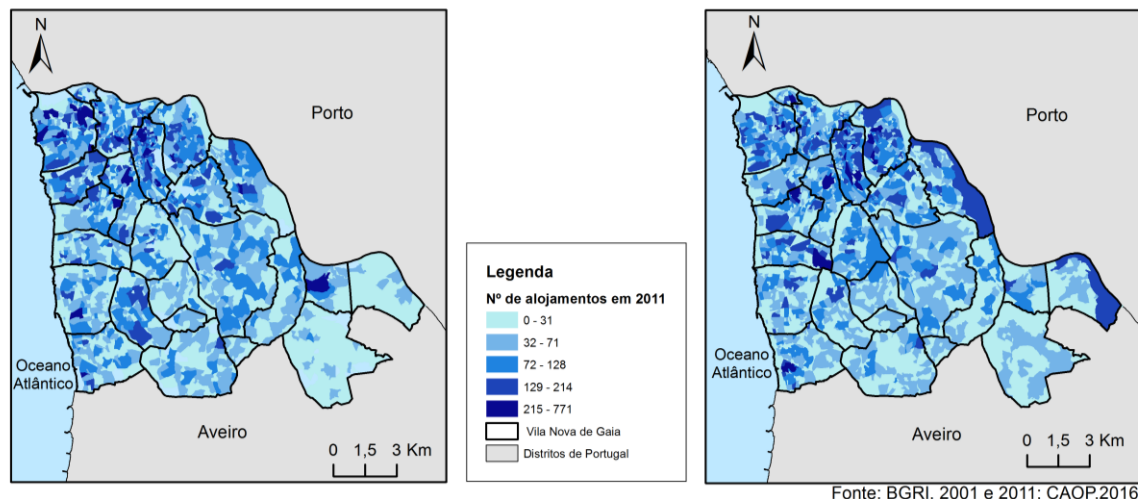 N
Porto
Oceano
Atlântico
Aveiro
0 1,5 3 Km
Legenda
Nº de alojamentos em 2011
0 - 31
32 - 71
72 - 128
129 - 214
215 - 771
Vila Nova de Gaia
Distritos de Portugal
N
Porto
Oceano
Atlântico
Aveiro
0 1,5 3 Km
Fonte: BGRI, 2001 e 2011; CAOP,2016